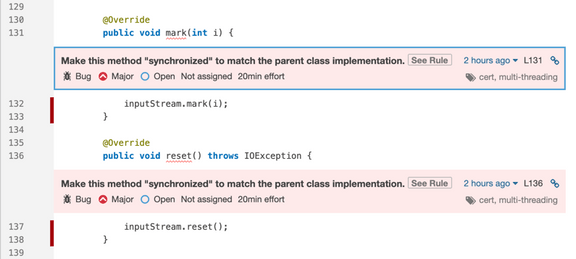 129
130 @Override
131 public void mark(int i) {
Make this method "synchronized" to match the parent class implementation. See Rule 2 hours ago L131
Bug Major Open Not assigned 20min effort cert, multi-threading
132 inputStream.mark(i);
133 }
134
135 @Override
136 public void reset() throws IOException {
Make this method "synchronized" to match the parent class implementation. See Rule 2 hours ago L136
Bug Major Open Not assigned 20min effort cert, multi-threading
137 inputStream.reset();
138 }
139